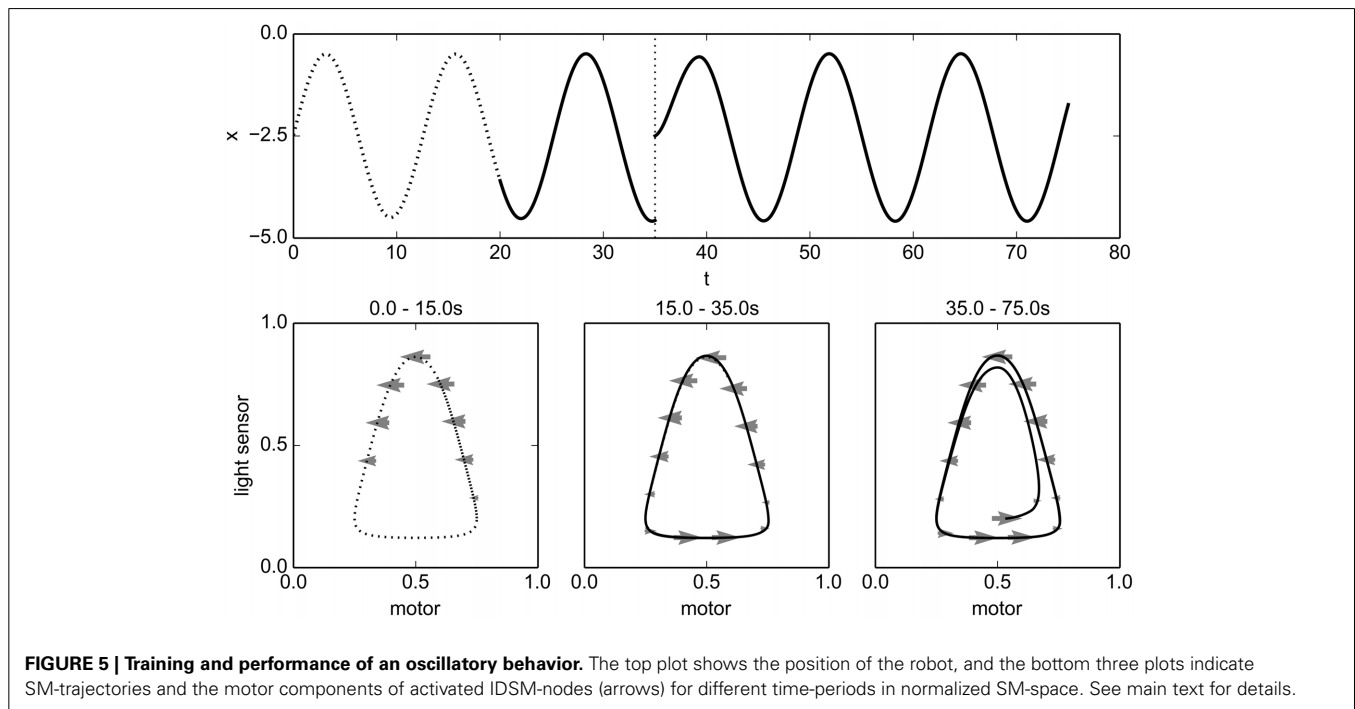 0.0
x
−2.5
−5.0
0 10 20 30 40 50 60 70 80
t
0.0 - 15.0s
15.0 - 35.0s
35.0 - 75.0s
1.0
light sensor
0.5
0.0
0.0 0.5 1.0
motor
0.0 0.5 1.0
motor
0.0 0.5 1.0
motor
FIGURE 5 | Training and performance of an oscillatory behavior. The top plot shows the position of the robot, and the bottom three plots indicate
SM-trajectories and the motor components of activated IDSM-nodes (arrows) for different time-periods in normalized SM-space. See main text for details.